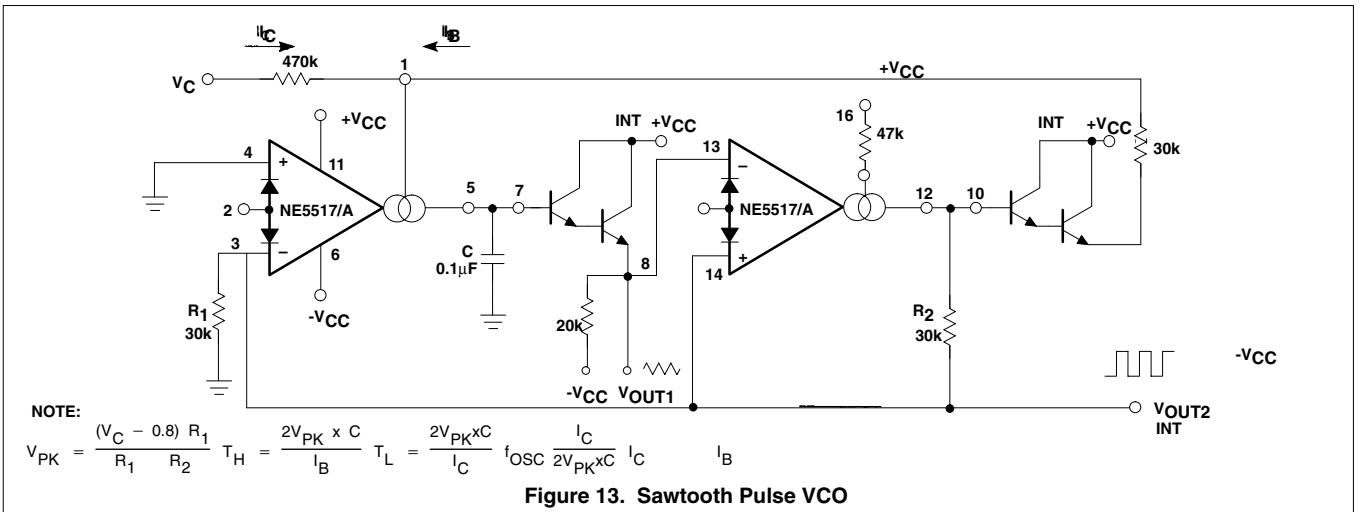 IC IB
470k 1 +VCC
VC
+VCC 16
INT +VCC INT +VCC
47k 30k
4 + 11 13 −
5 7 12 10
2 NE5517/A NE5517/A
3 − 6 C
0.1μF 8 + 14
R1
30k -VCC 20k R2
30k
-VCC VOUT1 -VCC
VOUT2
INT
NOTE:
VPK = (VC − 0.8) R1 / R1 R2 TH = 2VPK x C / IB TL = 2VPKxC / IC fOSC IC / 2VPKxC IC IB
Figure 13. Sawtooth Pulse VCO